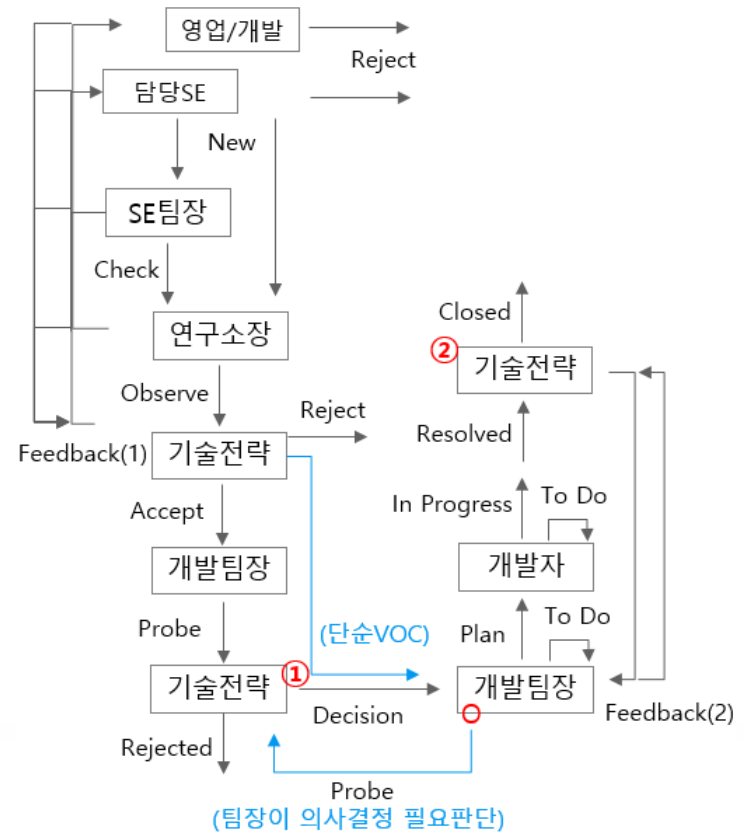 영업/개발
Reject
담당SE
New
SE팀장
Check
연구소장
Observe
Reject
Feedback(1)
기술전략
Accept
개발팀장
Probe
(단순VOC)
기술전략
①
Decision
Rejected
Probe
(팀장이 의사결정 필요판단)
Closed
②
기술전략
Resolved
In Progress
To Do
개발자
Plan
To Do
개발팀장
O
Feedback(2)